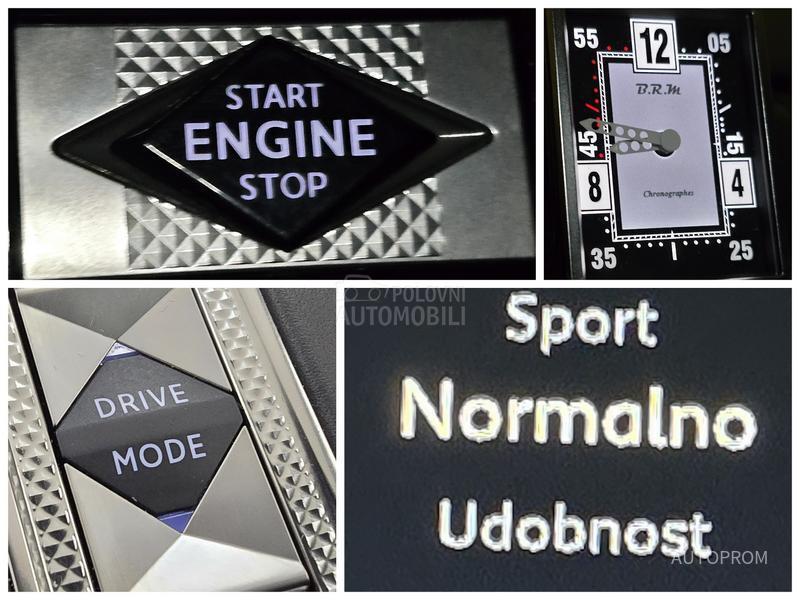 START
ENGINE
STOP
55
12
05
B.R.M
45
15
8
4
Chronographes
35
25
POLOVNI
AUTOMOBILI
DRIVE
MODE
Sport
Normalno
Udobnost
AUTOPROM